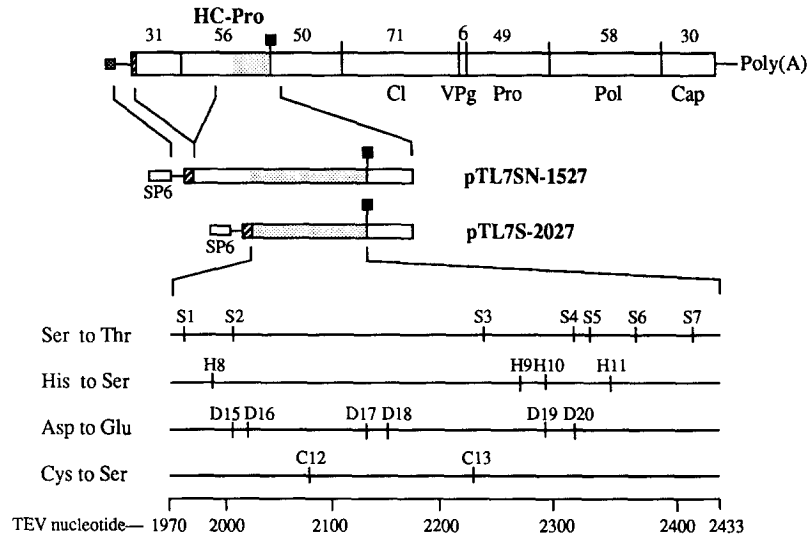 HC-Pro
31 56 50 71 6 49 58 30
Poly(A)
CI VPg Pro Pol Cap
SP6 pTL7SN-1527
SP6 pTL7S-2027
S1 S2 S3 S4 S5 S6 S7
Ser to Thr
H8 H9 H10 H11
His to Ser
D15 D16 D17 D18 D19 D20
Asp to Glu
C12 C13
Cys to Ser
TEV nucleotide— 1970 2000 2100 2200 2300 2400 2433